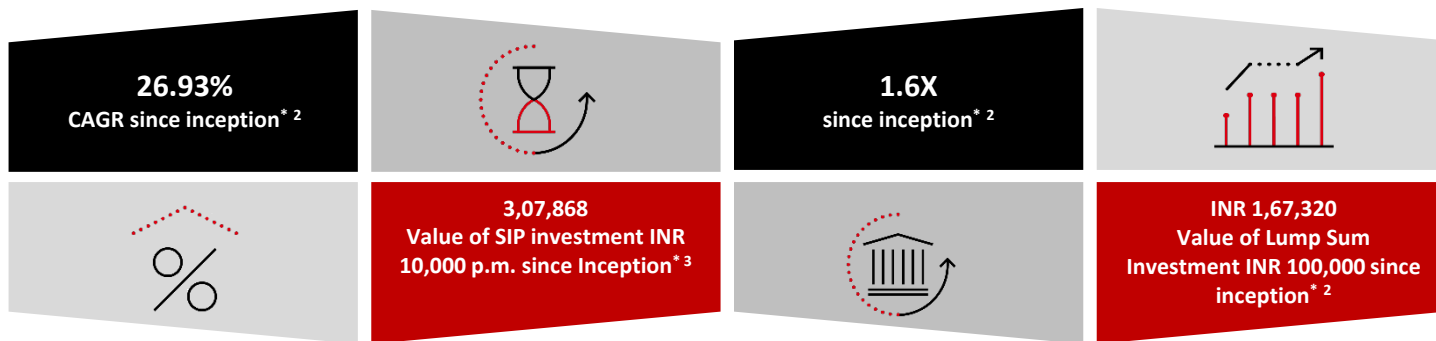 26.93%
CAGR since inception* 2
1.6X
since inception* 2
3,07,868
Value of SIP investment INR
10,000 p.m. since Inception* 3
INR 1,67,320
Value of Lump Sum
Investment INR 100,000 since
inception* 2